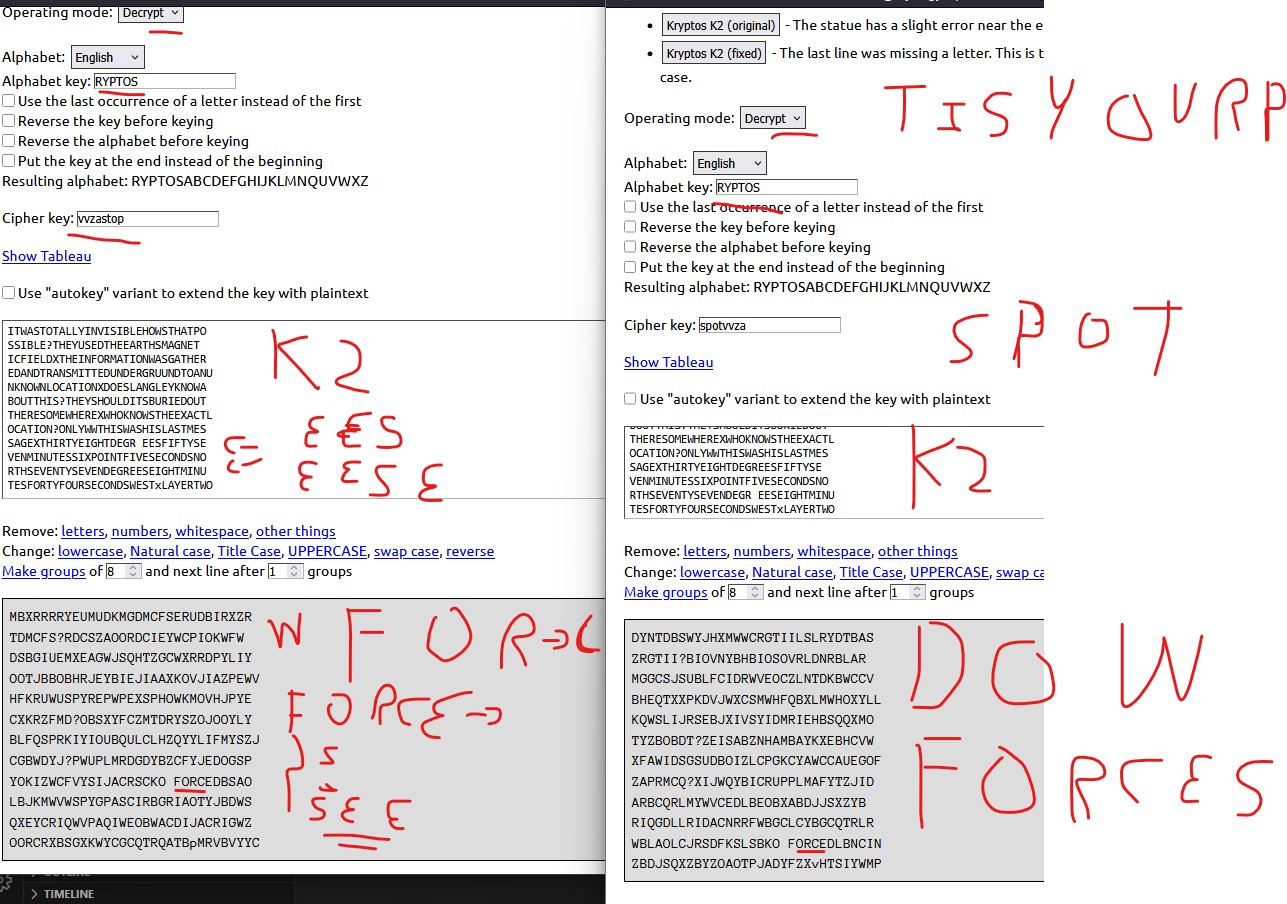 Operating mode: Decrypt
Alphabet: English
Alphabet key: RYPTOS
Use the last occurrence of a letter instead of the first
Reverse the key before keying
Reverse the alphabet before keying
Put the key at the end instead of the beginning
Resulting alphabet: RYPTOSABCDEFGHIJKLMNQUVWXZ
Cipher key: vvzastop
Show Tableau
Use "autokey" variant to extend the key with plaintext
ITWASTOTALLYINVISIBLEHOWSTHATPO
SSIBLE?THEYUSEDTHEEARTHSMAGNET
ICFIELDXTHEINFORMATIONWASGATHER
EDANDTRANSMITTEDUNDERGRUUNDTOANU
NKNOWNLOCATIONXDOESLANGLEYKNOWA
BOUTTHIS?THEYSHOULDITSBURIEDOUT
THERESOMEWHEREXWHOKNOWSTHEEXACTL
OCATION?ONLYWWTHISWASHISLASTMES
SAGEXTHIRTYEIGHTDEGR EESFIFTYSE
VENMINUTESSIXPOINTFIVESECONDSNO
RTHSEVENTYSEVENDEGREESEIGHTMINU
TESFORTYFOURSECONDSWESTxLAYERTWO
K2
E= EES
EESE
Remove: letters, numbers, whitespace, other things
Change: lowercase, Natural case, Title Case, UPPERCASE, swap case, reverse
Make groups of 8 and next line after 1 groups
MBXRRRRYEUMUDKMGDMCFSERUDBIRXZR
TDMCFS?RDCSZAOORDCIEYWCPIOKWFW
DSBGIUEMXEAGWJSQHTZGCWXRRDPYLIY
OOTJBBOBHRJEYBIEJIAAXKOVJIAZPEWV
HFKRUWUSPYREPWPEXSPHOWKMOVHJPYE
CXKRZFMD?OBSXYFCZMTDRYSZOJOOYLY
BLFQSPRKIYIOUBQULCLHZQYYLIFMYSZJ
CGBWDYJ?PWUPLMRDGDYBZCFYJEDOGSP
YOKIZWCFVYSIJACRSCKO FORCEDBSAO
LBJKMWVWSPYGPASCIRBGRIAOTYJBDWS
QXEYCRIQWVPAQIWEOBWACDIJACRIGWZ
OORCRXBSGXKWYCGCQTRQATBpMRVBVYYC
W FOR→C
FORCE→
S
SEE
TIMELINE
Kryptos K2 (original) - The statue has a slight error near the e
Kryptos K2 (fixed) - The last line was missing a letter. This is t
case.
TISYOURP
Operating mode: Decrypt
Alphabet: English
Alphabet key: RYPTOS
Use the last occurrence of a letter instead of the first
Reverse the key before keying
Reverse the alphabet before keying
Put the key at the end instead of the beginning
Resulting alphabet: RYPTOSABCDEFGHIJKLMNQUVWXZ
Cipher key: spotvvza
SPOT
Show Tableau
Use "autokey" variant to extend the key with plaintext
THERESOMEWHEREXWHOKNOWSTHEEXACTL
OCATION?ONLYWWTHISWASHISLASTMES
SAGEXTHIRTYEIGHTDEGREESFIFTYSE
VENMINUTESSIXPOINTFIVESECONDSNO
RTHSEVENTYSEVENDEGR EESEIGHTMINU
TESFORTYFOURSECONDSWESTxLAYERTWO
K2
Remove: letters, numbers, whitespace, other things
Change: lowercase, Natural case, Title Case, UPPERCASE, swap ca
Make groups of 8 and next line after 1 groups
DYNTDBSWYJHXMWWCRGTIILSLRYDTBAS
ZRGTII?BIOVNYBHBIOSOVRLDNRBLAR
MGGCSJSUBLFCIDRWVEOCZLNTDKBWCCV
BHEQTXXPKDVJWXCSMWHFQBXLMWHOXYLL
KQWSLIJRSEBJXIVSYIDMRIEHBSQQXMO
TYZBOBDT?ZEISABZNHAMBAYKXEBHCVW
XFAWIDSGSUDBOIZLCPGKCYAWCCAUEGOF
ZAPRMCQ?XIJWQYBICRUPPLMAFYTZJID
ARBCQRLMYWVCEDLBEOBXABDJJSXZYB
RIQGDLLRIDACNRRFWBGCLCYBGCQTRLR
WBLAOLCJRSDFKSLSBKO FORCEDLBNCIN
ZBDJSQXZBYZOAOTPJADYFZXvHTSIYWMP
DOW
FORCES